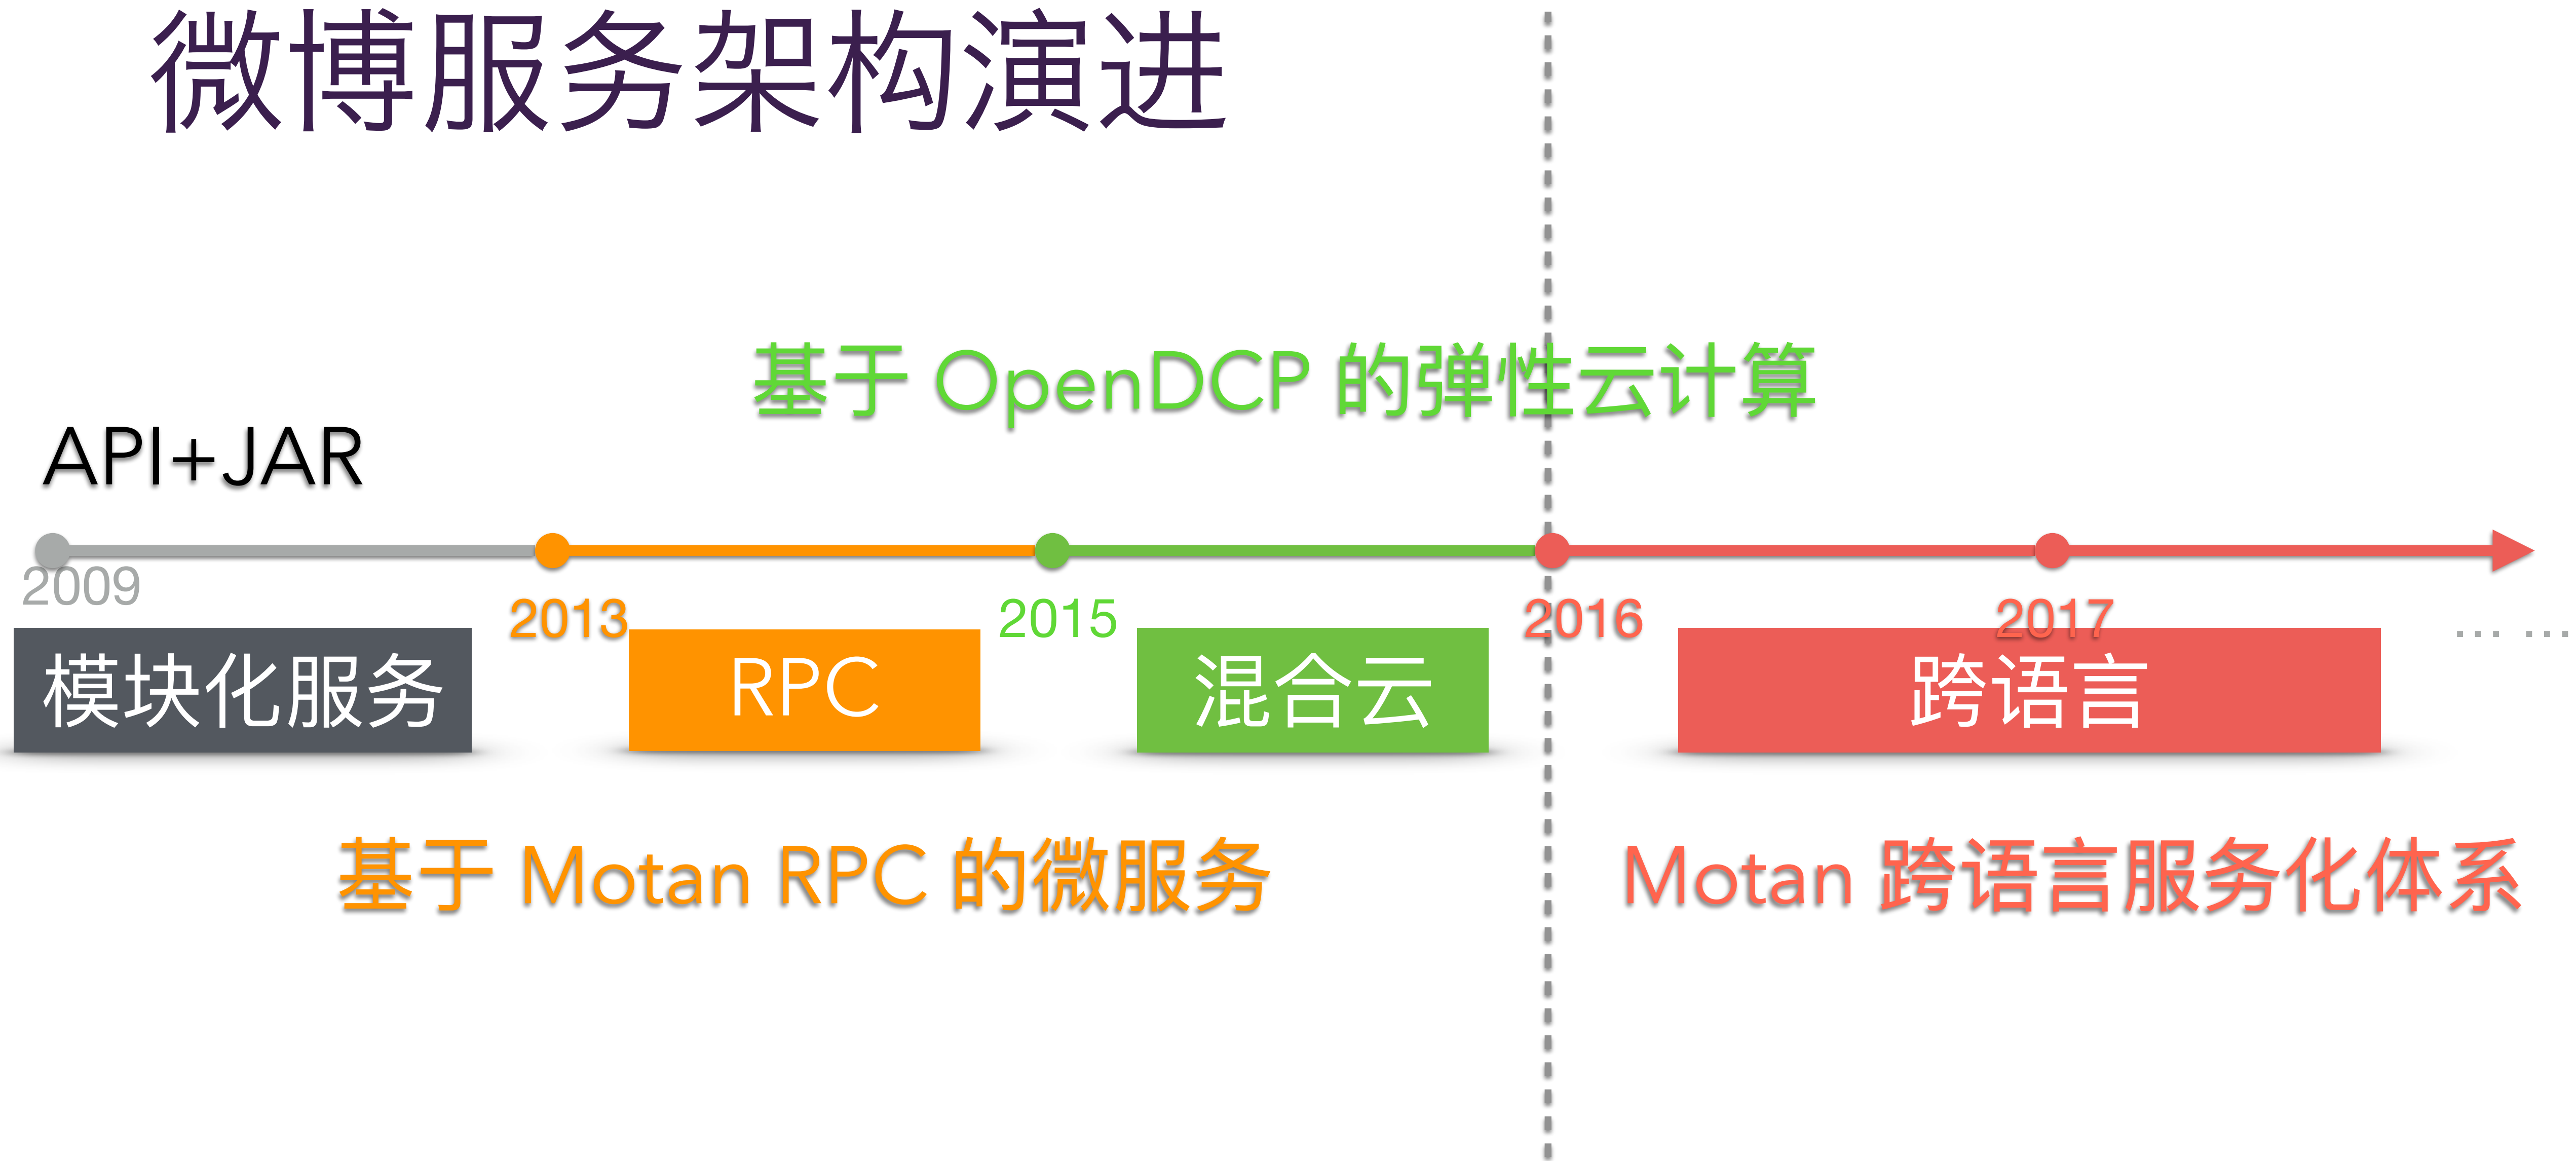 微博服务架构演进
基于 OpenDCP 的弹性云计算
API+JAR
2009
2013
2015
2016
2017
... ...
模块化服务
RPC
混合云
跨语言
基于 Motan RPC 的微服务
Motan 跨语言服务化体系